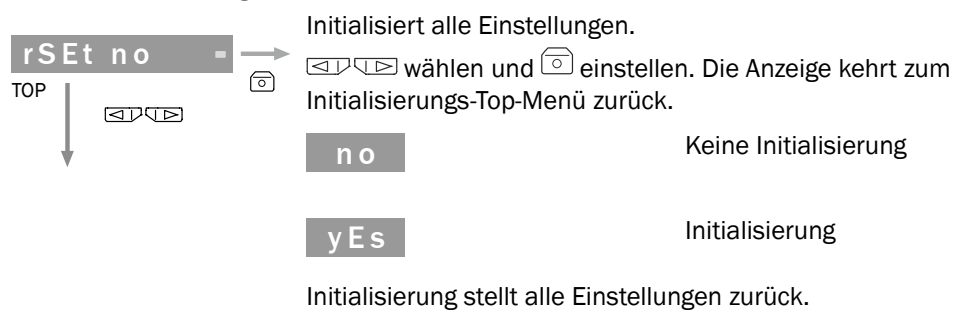 Initialisiert alle Einstellungen.
rSEt no
TOP
wählen und einstellen. Die Anzeige kehrt zum
Initialisierungs-Top-Menü zurück.
no
Keine Initialisierung
yEs
Initialisierung
Initialisierung stellt alle Einstellungen zurück.